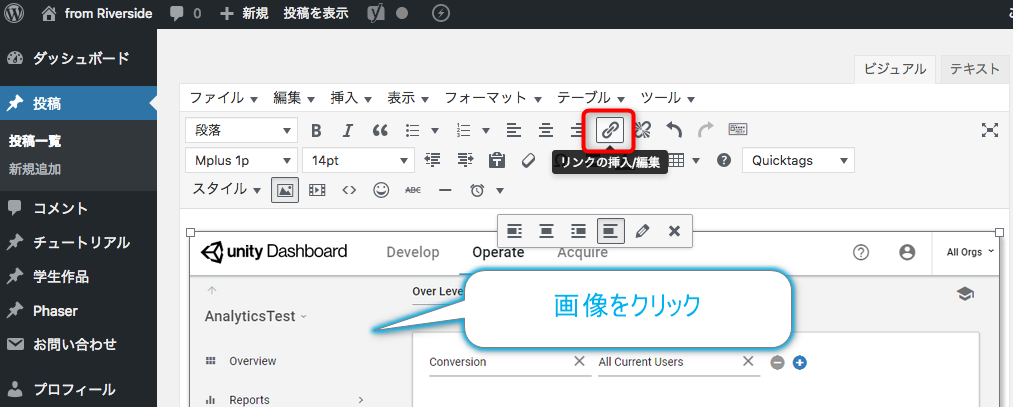 from Riverside 0 新規 投稿を表示
ダッシュボード
投稿
投稿一覧
新規追加
コメント
チュートリアル
学生作品
Phaser
お問い合わせ
プロフィール
ビジュアル テキスト
ファイル 編集 挿入 表示 フォーマット テーブル ツール
段落
リンクの挿入/編集
Mplus 1p 14pt Quicktags
スタイル ABC
unity Dashboard Develop Operate Acquire All Orgs
Over Leve
画像をクリック
AnalyticsTest
Overview Conversion All Current Users
Reports